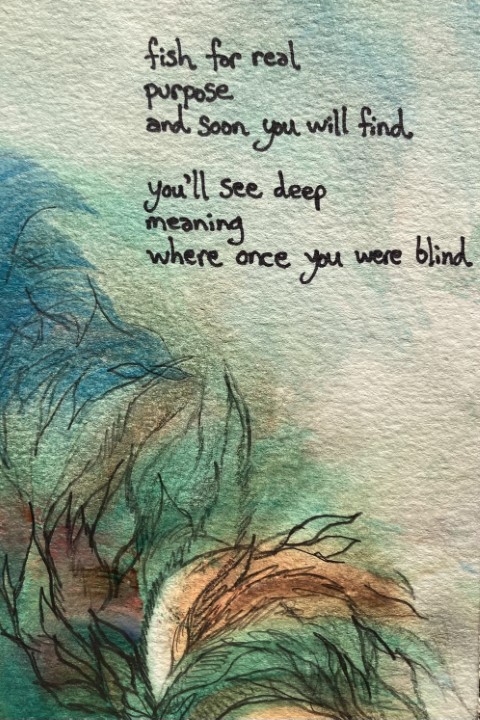 fish for real
purpose
and soon you will find
you'll see deep
meaning
where once you were blind